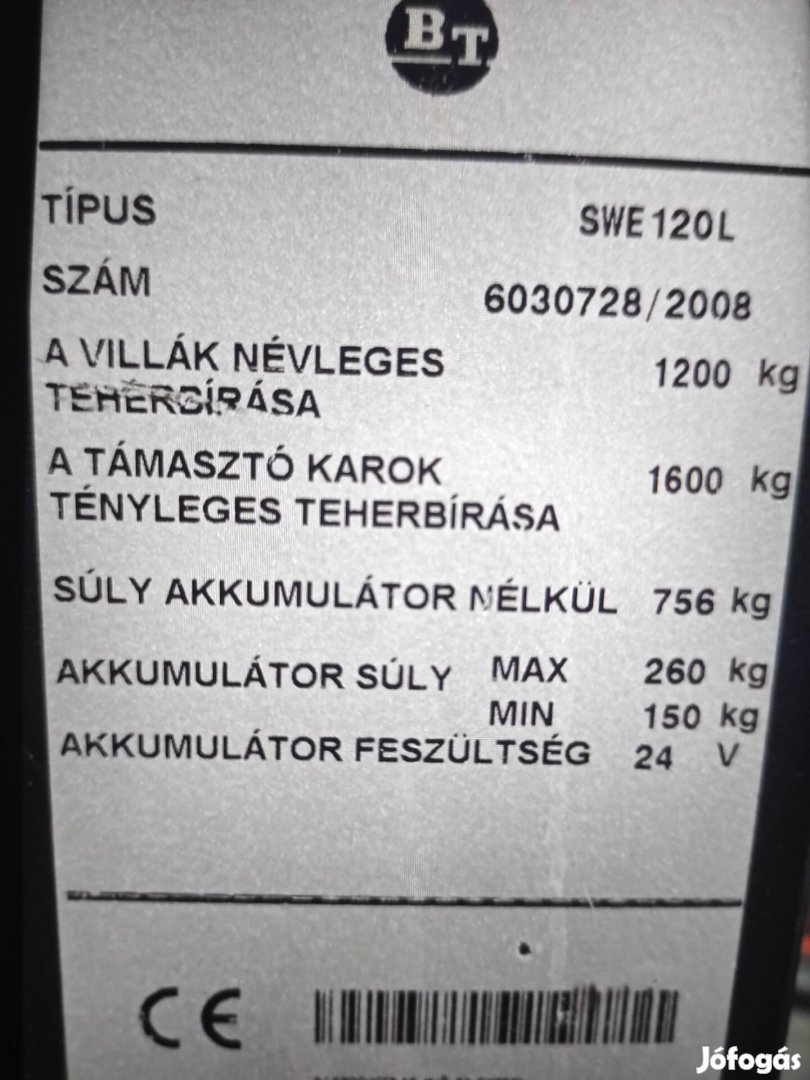 BT
TÍPUS SWE120L
SZÁM 6030728/2008
A VILLÁK NÉVLEGES 1200 kg
TEHERBÍRÁSA
A TÁMASZTÓ KAROK 1600 kg
TÉNYLEGES TEHERBÍRÁSA
SÚLY AKKUMULÁTOR NÉLKÜL 756 kg
AKKUMULÁTOR SÚLY MAX 260 kg
MIN 150 kg
AKKUMULÁTOR FESZÜLTSÉG 24 V
CE
Jófogás